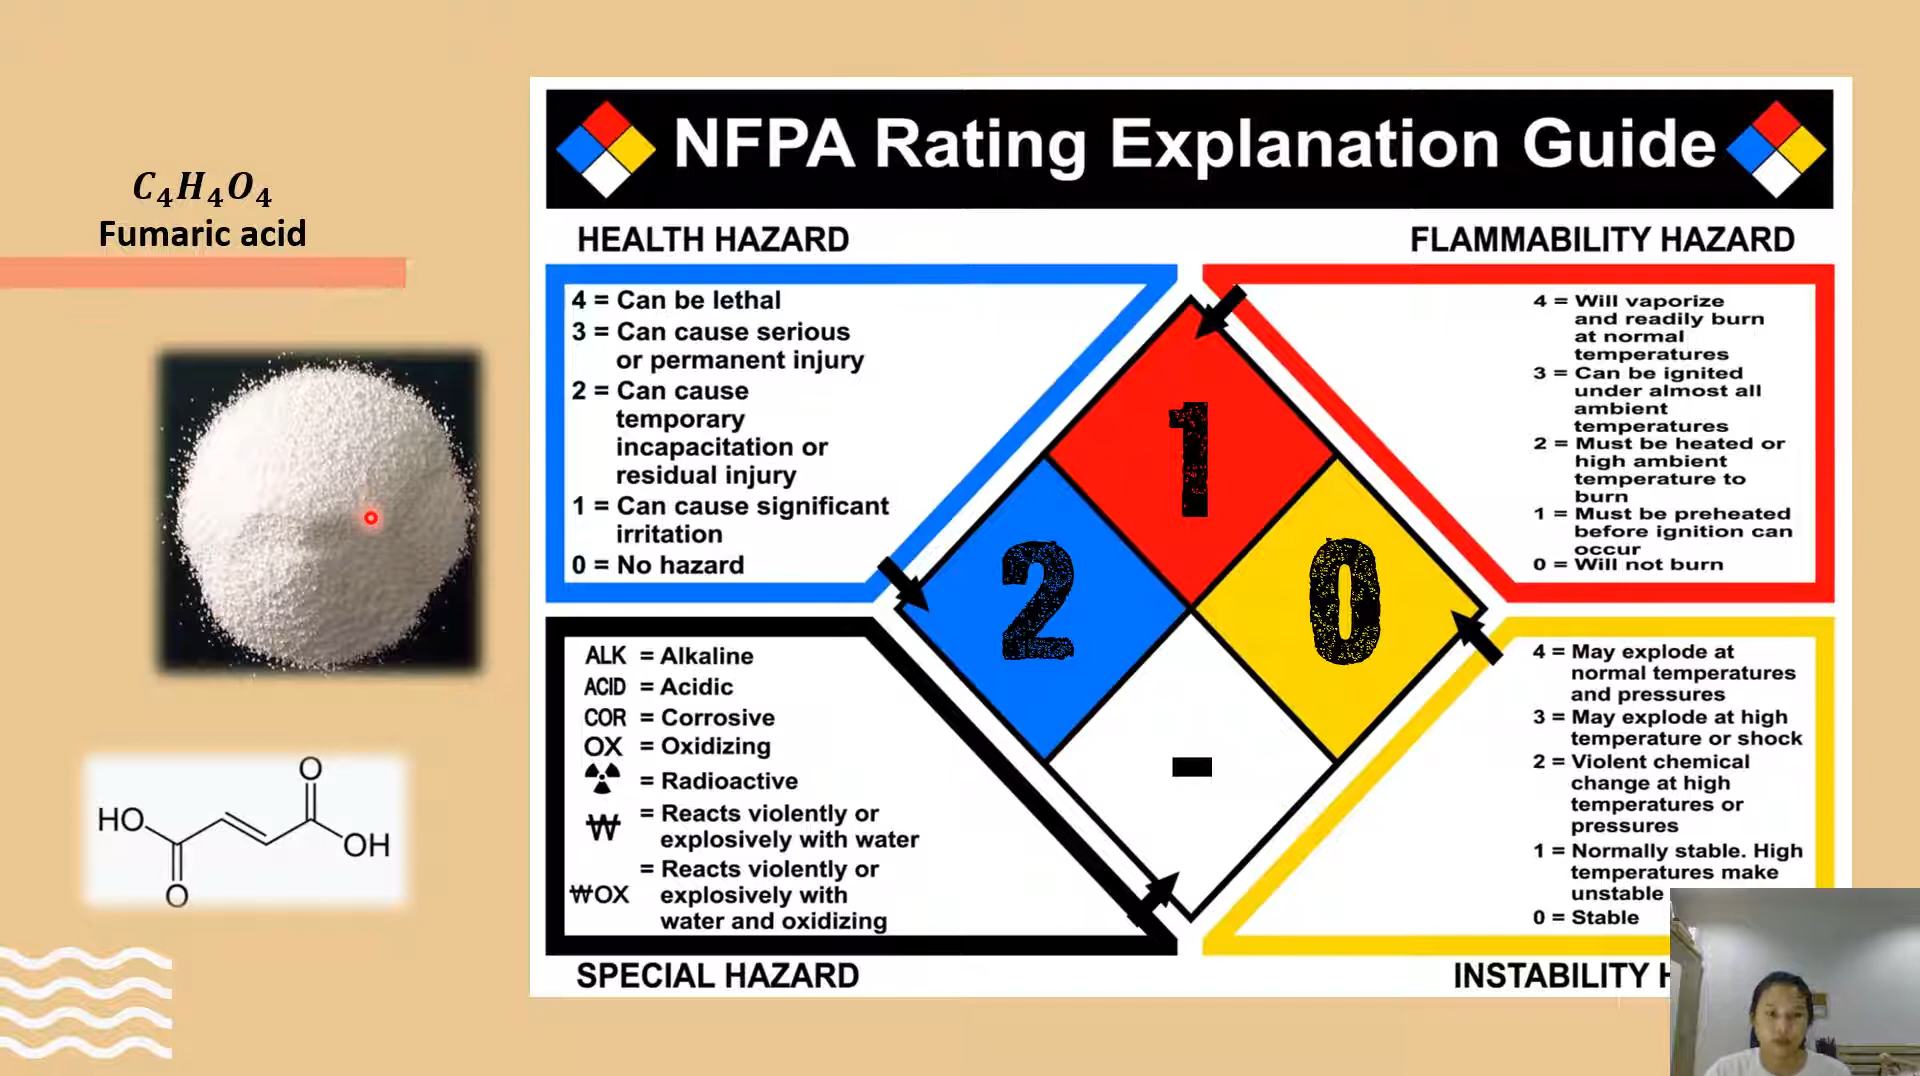 C4H4O4
Fumaric acid
HO
O
O
OH
NFPA Rating Explanation Guide
HEALTH HAZARD
4 = Can be lethal
3 = Can cause serious
or permanent injury
2 = Can cause
temporary
incapacitation or
residual injury
1 = Can cause significant
irritation
0 = No hazard
FLAMMABILITY HAZARD
4 = Will vaporize
and readily burn
at normal
temperatures
3 = Can be ignited
under almost all
ambient
temperatures
2 = Must be heated or
high ambient
temperature to
burn
1 = Must be preheated
before ignition can
occur
0 = Will not burn
1
2
0
-
ALK = Alkaline
ACID = Acidic
COR = Corrosive
OX = Oxidizing
= Radioactive
W = Reacts violently or
explosively with water
= Reacts violently or
WOX explosively with
water and oxidizing
SPECIAL HAZARD
4 = May explode at
normal temperatures
and pressures
3 = May explode at high
temperature or shock
2 = Violent chemical
change at high
temperatures or
pressures
1 = Normally stable. High
temperatures make
unstable
0 = Stable
INSTABILITY